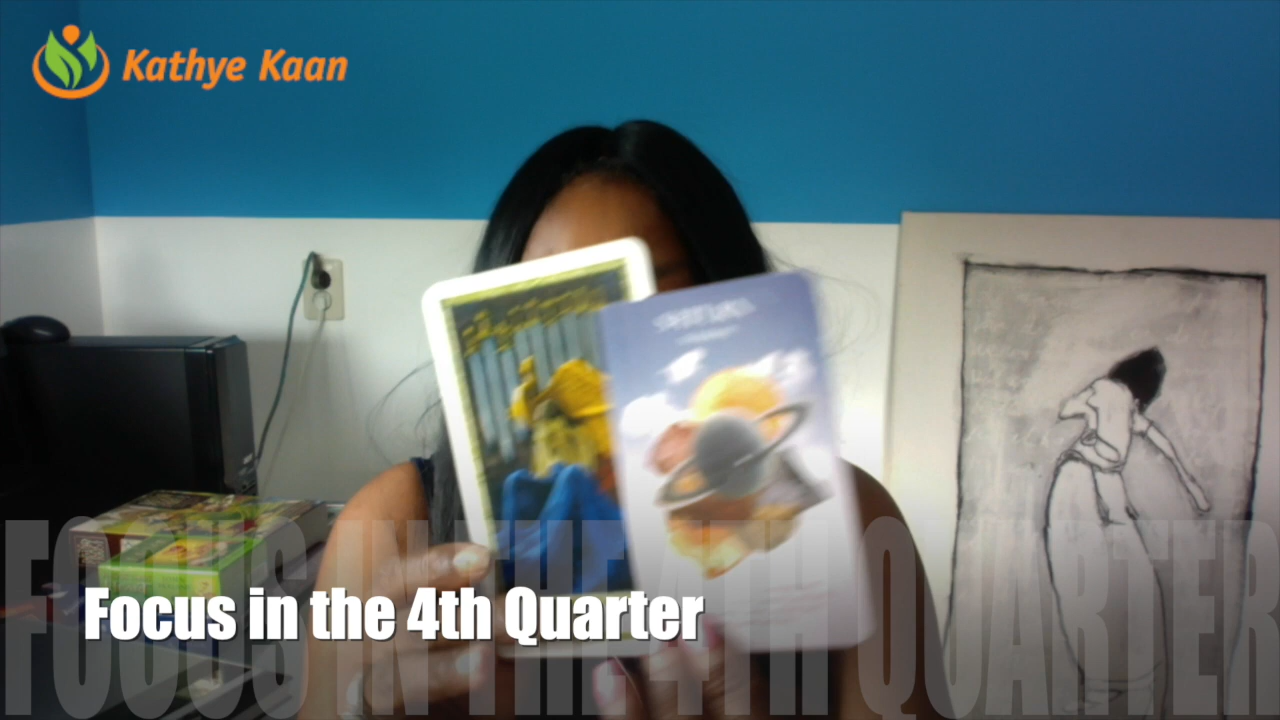 Kathye Kaan
Focus in the 4th Quarter
FOCUS IN THE 4TH QUARTER